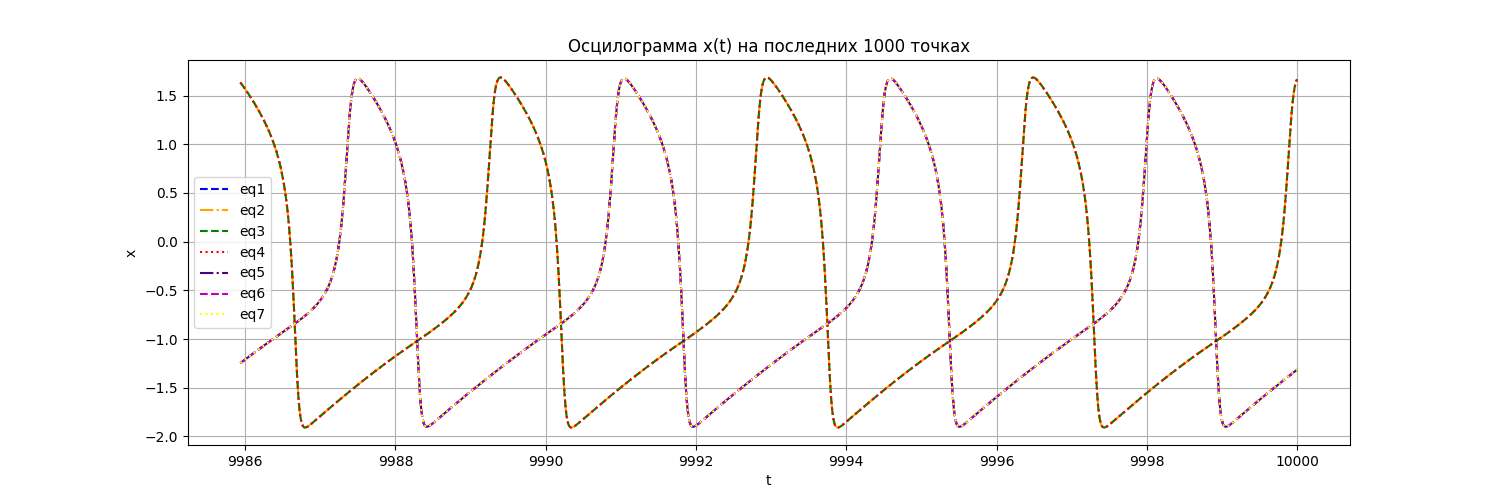 Осцилограмма x(t) на последних 1000 точках
x
1.5
1.0
0.5
0.0
−0.5
−1.0
−1.5
−2.0
eq1
eq2
eq3
eq4
eq5
eq6
eq7
9986 9988 9990 9992 9994 9996 9998 10000
t